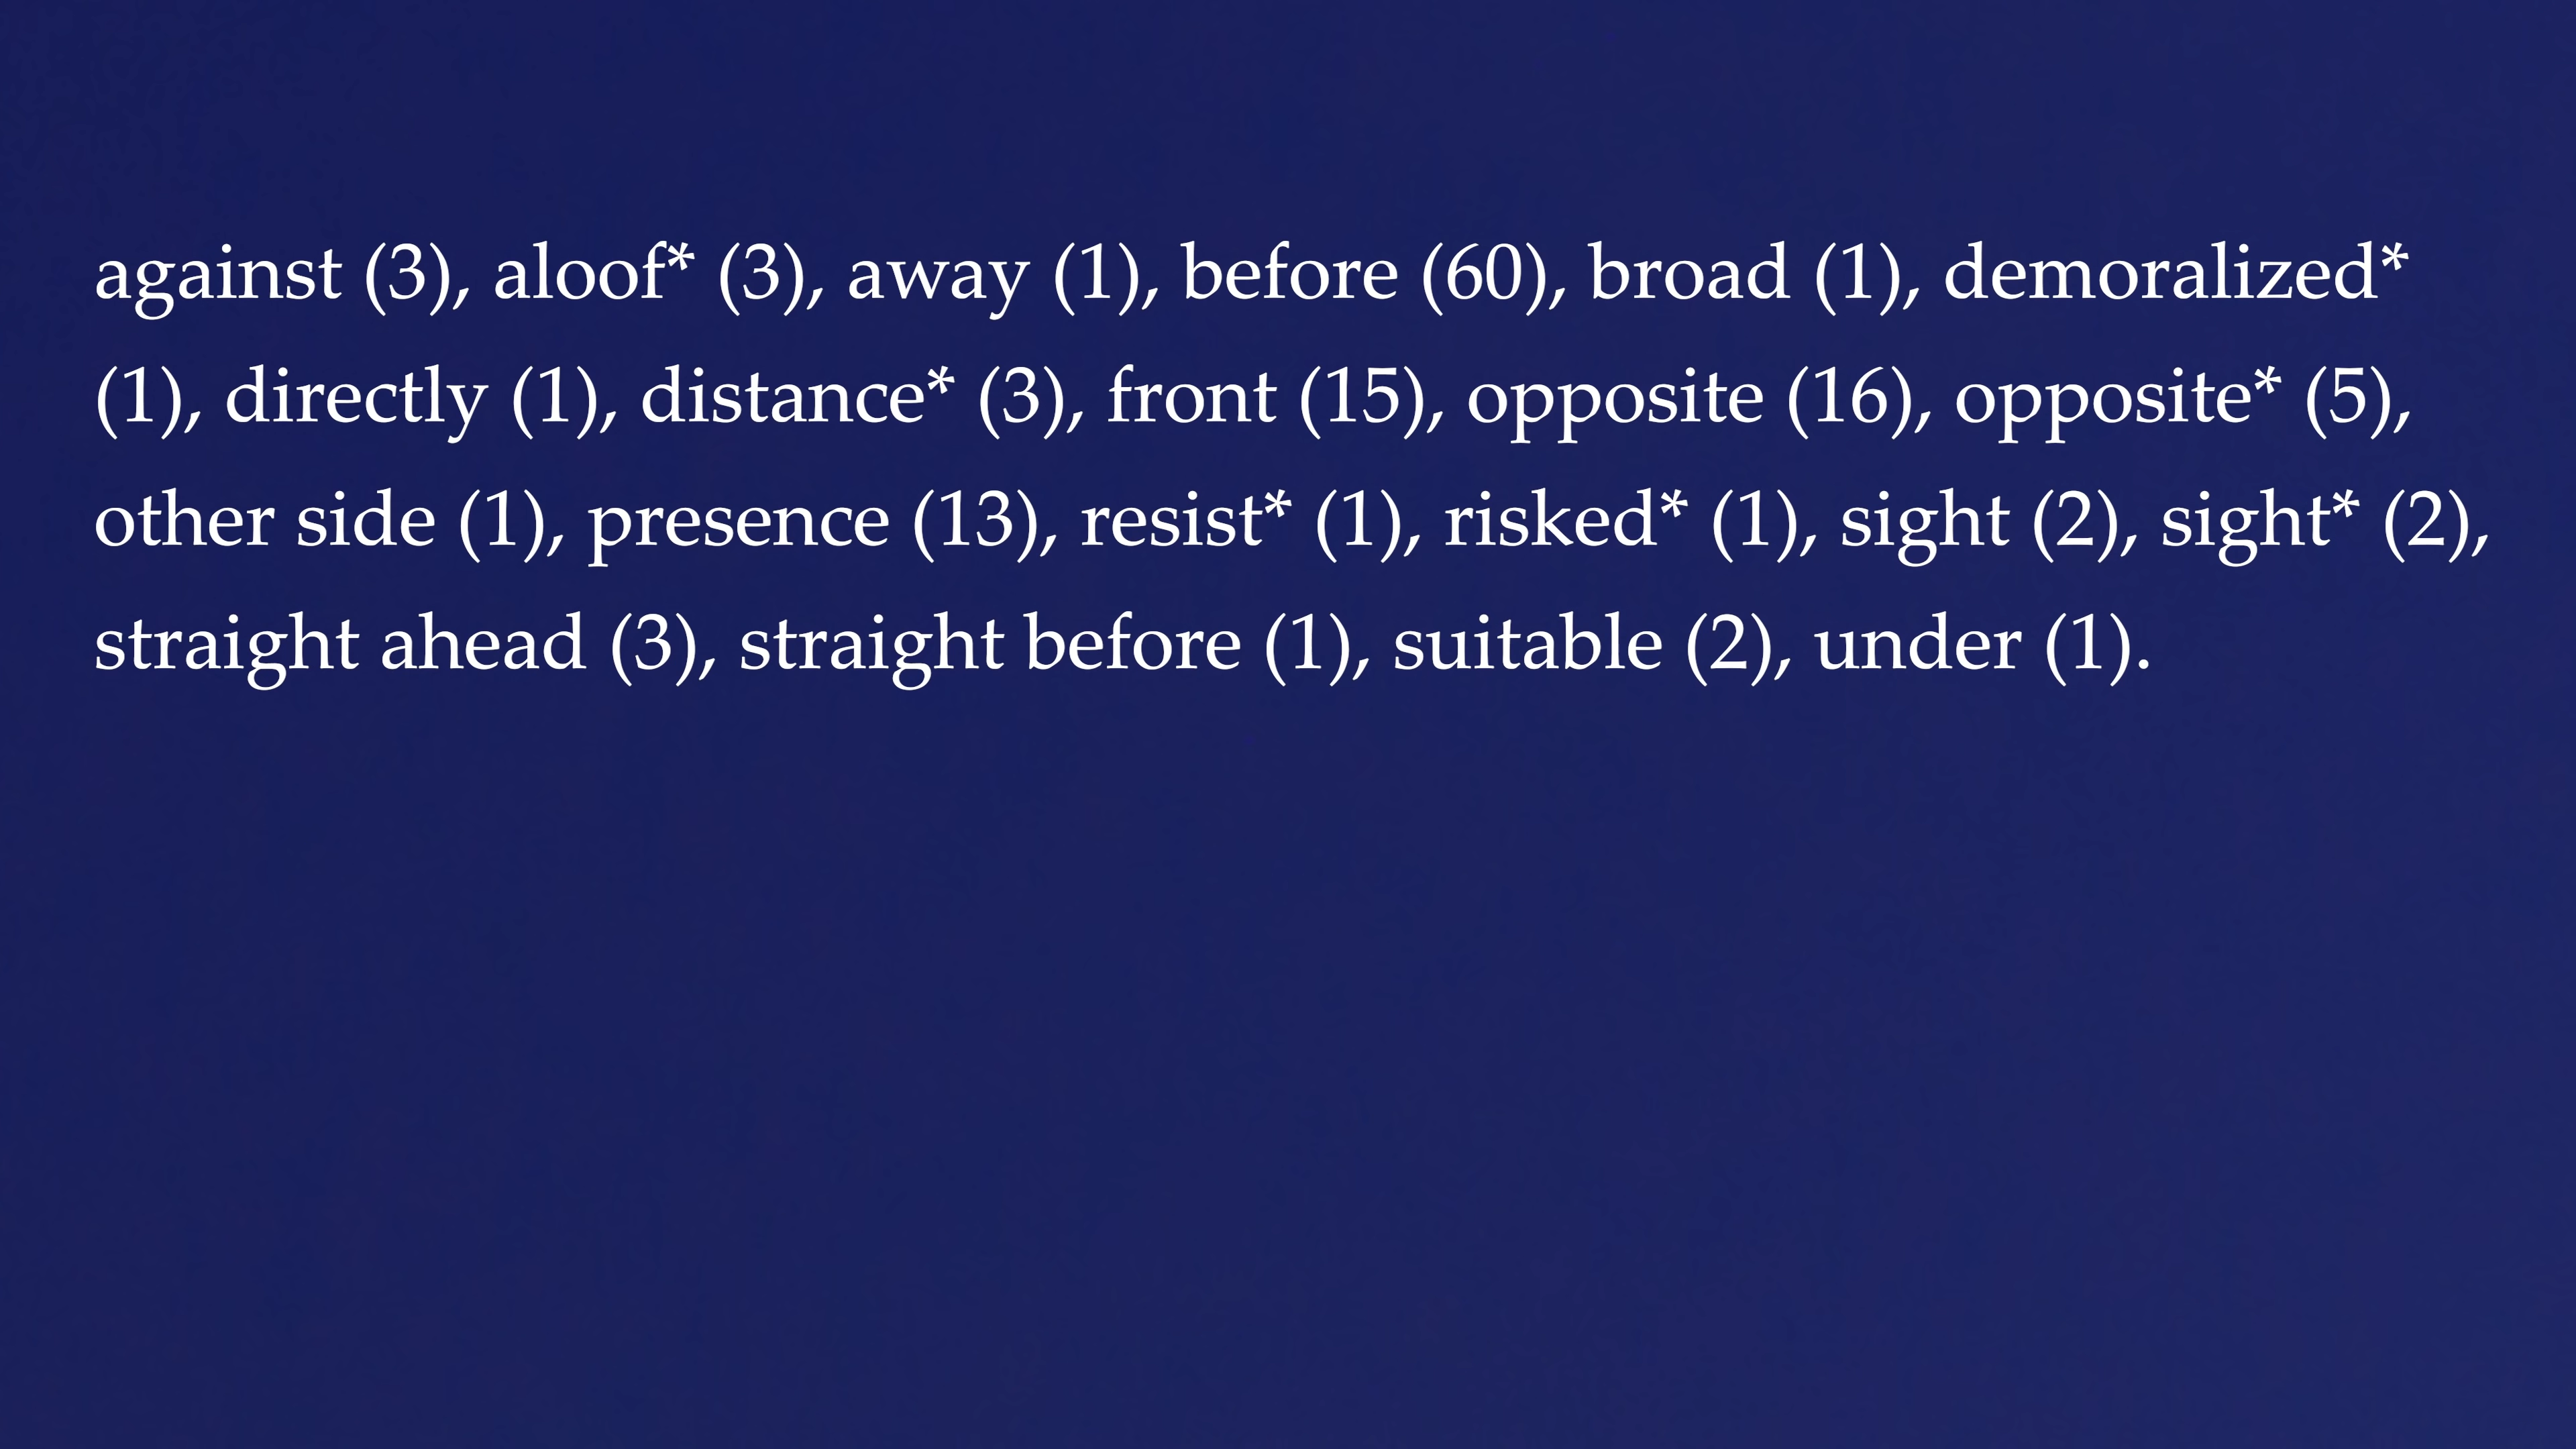 against (3), aloof* (3), away (1), before (60), broad (1), demoralized*
(1), directly (1), distance* (3), front (15), opposite (16), opposite* (5),
other side (1), presence (13), resist* (1), risked* (1), sight (2), sight* (2),
straight ahead (3), straight before (1), suitable (2), under (1).